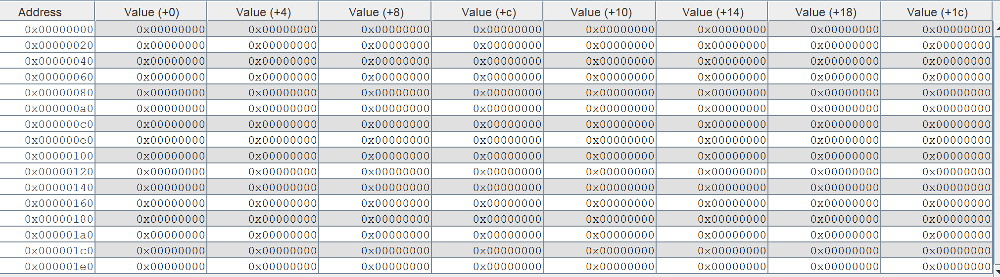 Address Value (+0) Value (+4) Value (+8) Value (+c) Value (+10) Value (+14) Value (+18) Value (+1c)
0x00000000 0x00000000 0x00000000 0x00000000 0x00000000 0x00000000 0x00000000 0x00000000 0x00000000
0x00000020 0x00000000 0x00000000 0x00000000 0x00000000 0x00000000 0x00000000 0x00000000 0x00000000
0x00000040 0x00000000 0x00000000 0x00000000 0x00000000 0x00000000 0x00000000 0x00000000 0x00000000
0x00000060 0x00000000 0x00000000 0x00000000 0x00000000 0x00000000 0x00000000 0x00000000 0x00000000
0x00000080 0x00000000 0x00000000 0x00000000 0x00000000 0x00000000 0x00000000 0x00000000 0x00000000
0x000000a0 0x00000000 0x00000000 0x00000000 0x00000000 0x00000000 0x00000000 0x00000000 0x00000000
0x000000c0 0x00000000 0x00000000 0x00000000 0x00000000 0x00000000 0x00000000 0x00000000 0x00000000
0x000000e0 0x00000000 0x00000000 0x00000000 0x00000000 0x00000000 0x00000000 0x00000000 0x00000000
0x00000100 0x00000000 0x00000000 0x00000000 0x00000000 0x00000000 0x00000000 0x00000000 0x00000000
0x00000120 0x00000000 0x00000000 0x00000000 0x00000000 0x00000000 0x00000000 0x00000000 0x00000000
0x00000140 0x00000000 0x00000000 0x00000000 0x00000000 0x00000000 0x00000000 0x00000000 0x00000000
0x00000160 0x00000000 0x00000000 0x00000000 0x00000000 0x00000000 0x00000000 0x00000000 0x00000000
0x00000180 0x00000000 0x00000000 0x00000000 0x00000000 0x00000000 0x00000000 0x00000000 0x00000000
0x000001a0 0x00000000 0x00000000 0x00000000 0x00000000 0x00000000 0x00000000 0x00000000 0x00000000
0x000001c0 0x00000000 0x00000000 0x00000000 0x00000000 0x00000000 0x00000000 0x00000000 0x00000000
0x000001e0 0x00000000 0x00000000 0x00000000 0x00000000 0x00000000 0x00000000 0x00000000 0x00000000